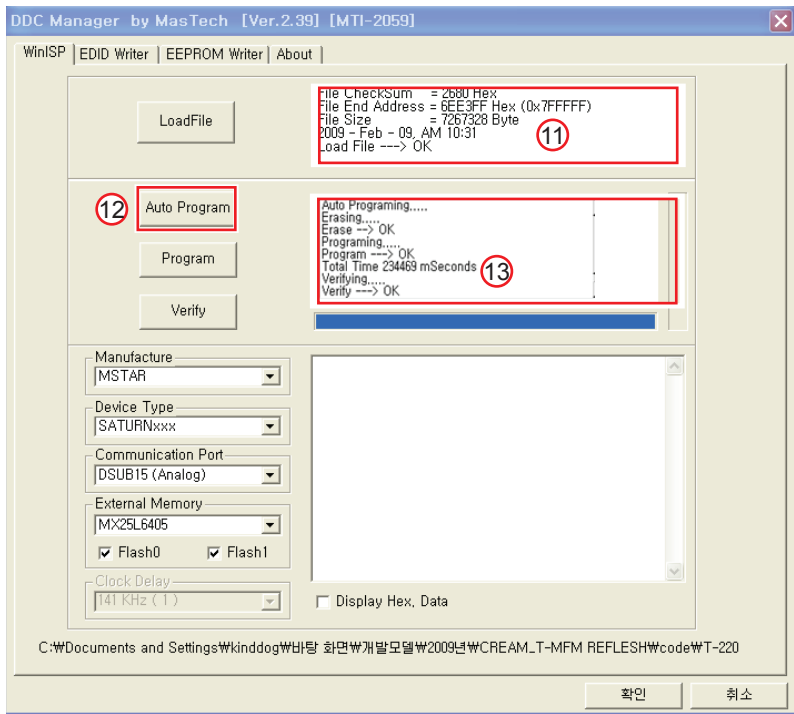 DDC Manager by MasTech [Ver.2.39] [MTI-2059]
WinISP EDID Writer EEPROM Writer About
LoadFile
File CheckSum = 2680 Hex
File End Address = 6EE3FF Hex (0x7FFFFF)
File Size = 7267328 Byte
2009 - Feb - 09, AM 10:31
Load File ---> OK
11
12
Auto Program
Program
Verify
Auto Programing.....
Erasing.....
Erase --> OK
Programing.....
Program ---> OK
Total Time 234469 mSeconds
Verifying.....
Verify ---> OK
13
Manufacture
MSTAR
Device Type
SATURNxxx
Communication Port
DSUB15 (Analog)
External Memory
MX25L6405
Flash0 Flash1
Clock Delay
141 KHz ( 1 )
Display Hex, Data
C:₩Documents and Settings₩kinddog₩바탕 화면₩개발모델₩2009년₩CREAM_T-MFM REFLESH₩code₩T-220
확인 취소